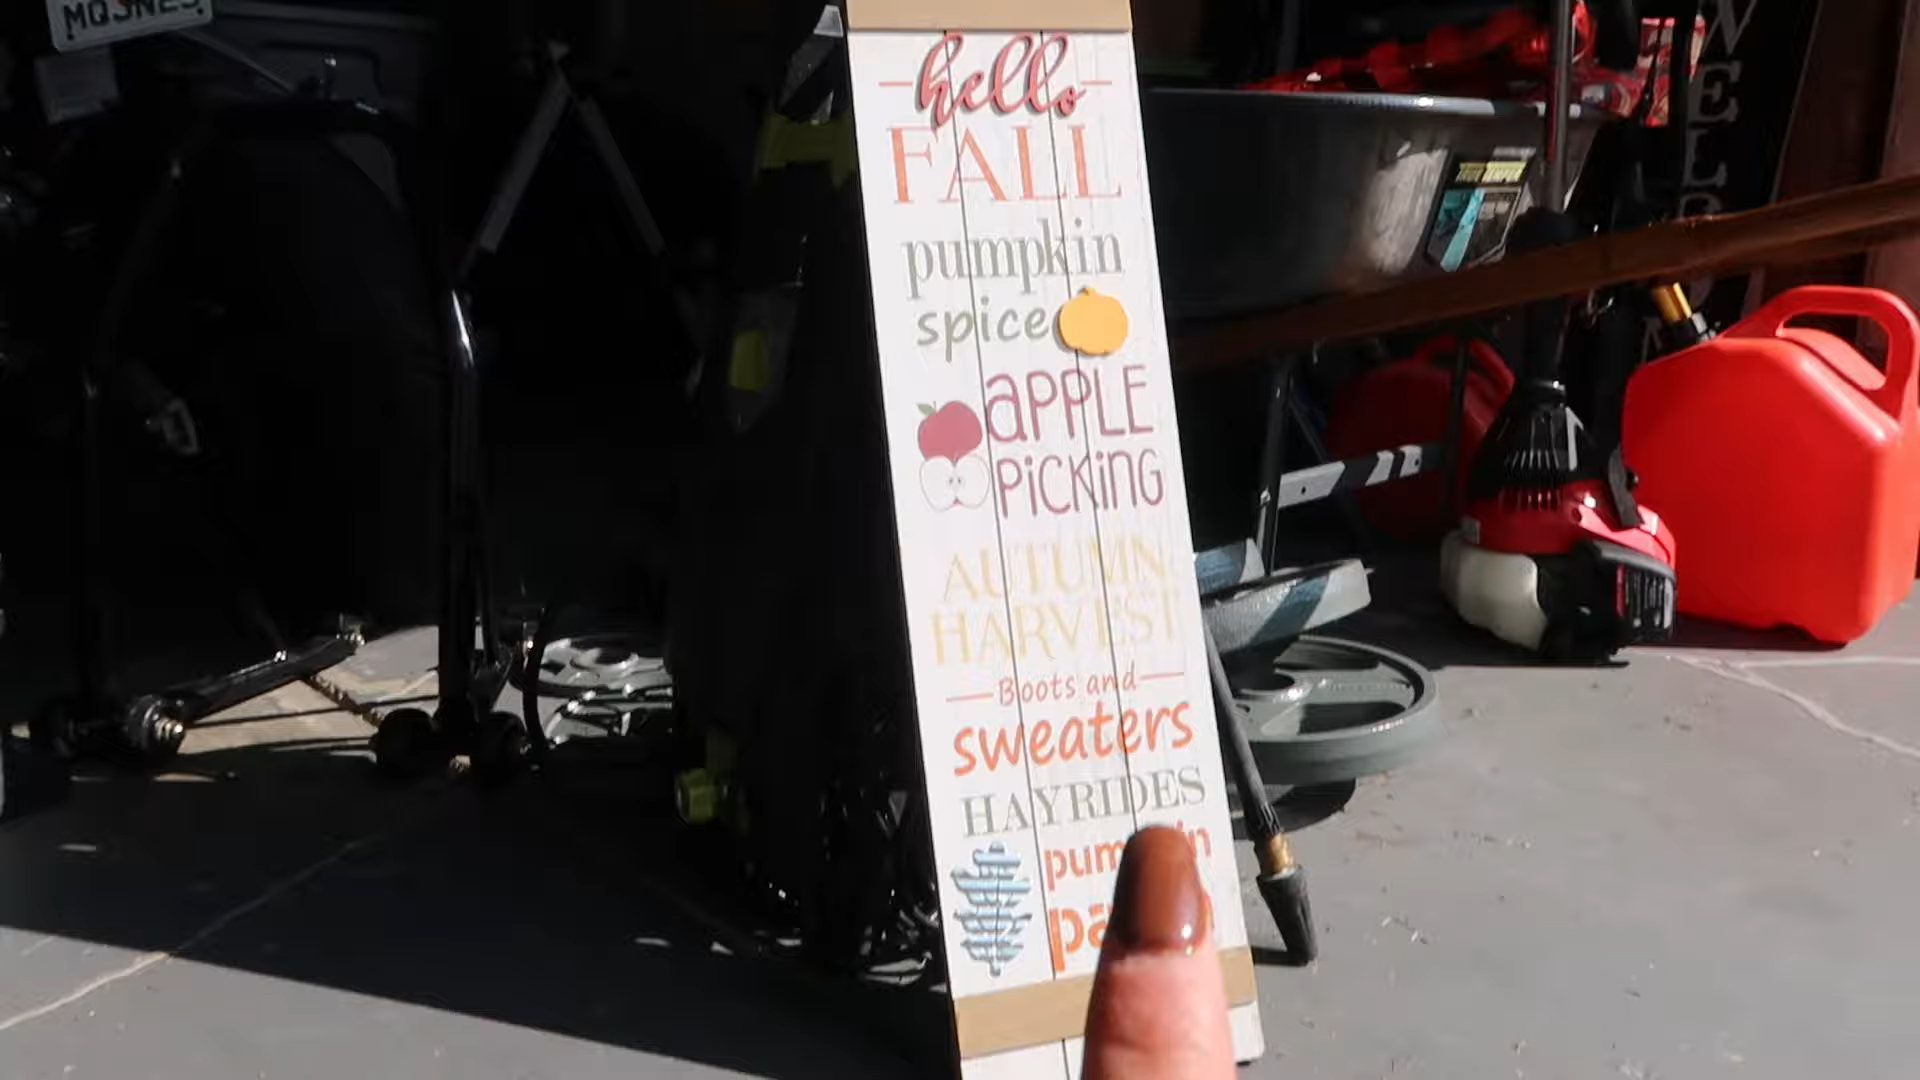 hello
FALL
pumpkin
spice
APPLE
PiCKiNG
AUTUMN
HARVEST
Boots and
sweaters
HAYRIDES